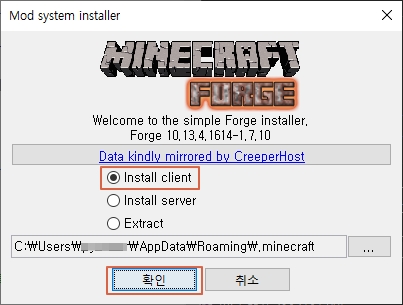 Mod system installer
MINECRAFT
FORGE
Welcome to the simple Forge installer.
Forge 10.13.4.1614-1.7.10
Data kindly mirrored by CreeperHost
Install client
Install server
Extract
C:₩Users₩ ₩AppData₩Roaming₩.minecraft
...
확인 취소